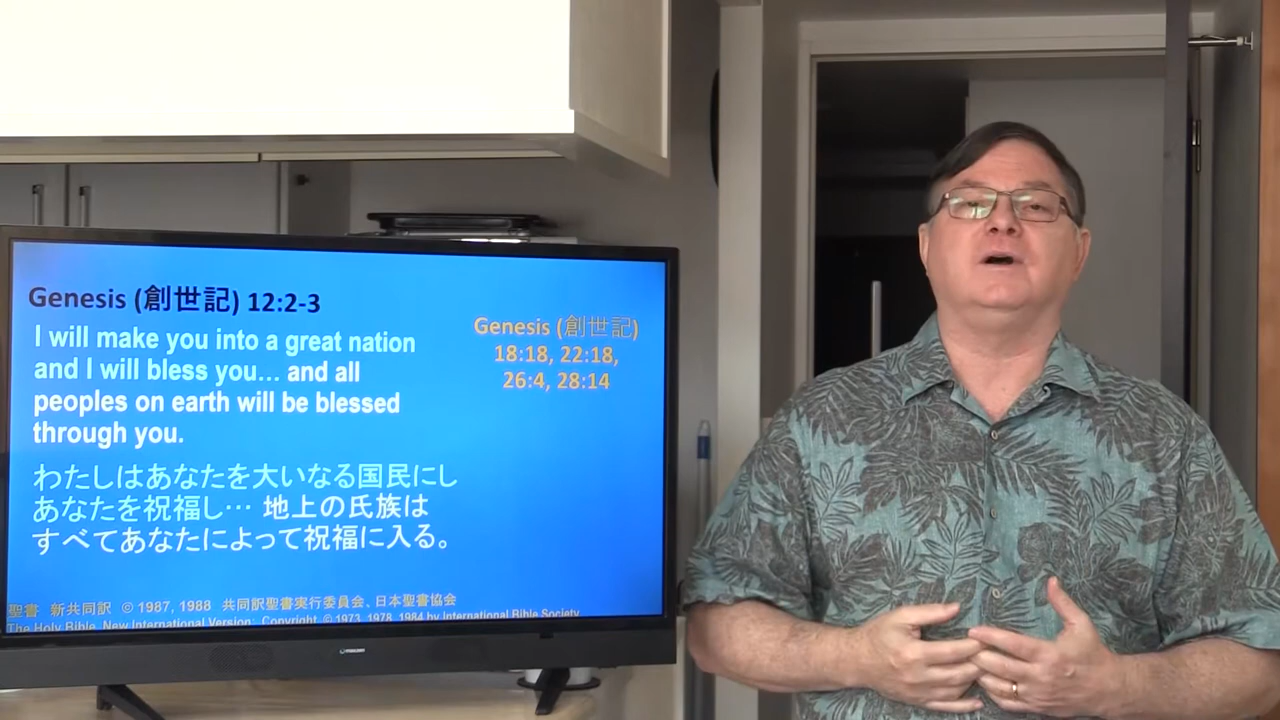 Genesis (創世記) 12:2-3
I will make you into a great nation
and I will bless you… and all
peoples on earth will be blessed
through you.
わたしはあなたを大いなる国民にし
あなたを祝福し… 地上の氏族は
すべてあなたによって祝福に入る。
Genesis (創世記)
18:18, 22:18,
26:4, 28:14
聖書 新共同訳 © 1987, 1988 共同訳聖書実行委員会、日本聖書協会
The Holy Bible, New International Version. Copyright © 1973, 1978, 1984 by International Bible Society